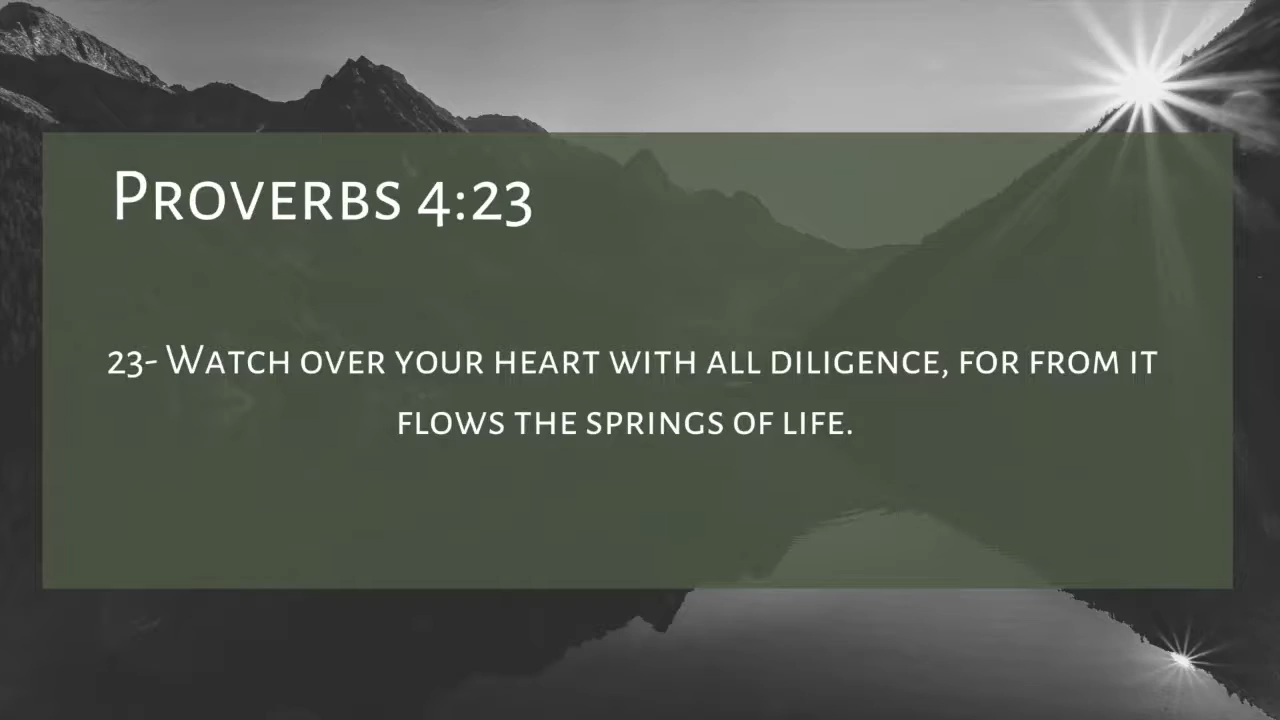 Proverbs 4:23
23- Watch over your heart with all diligence, for from it
flows the springs of life.